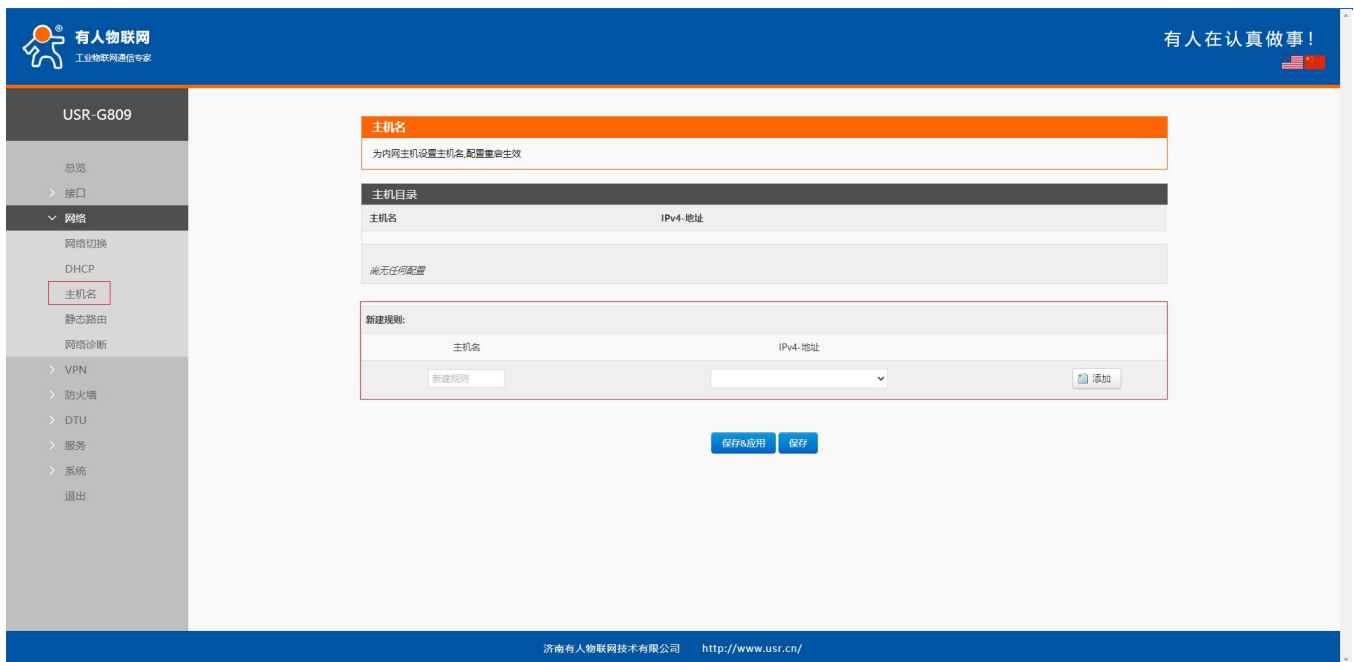 有人物联网
工业物联网通信专家
有人在认真做事！
USR-G809
总览
接口
网络
网络切换
DHCP
主机名
静态路由
网络诊断
VPN
防火墙
DTU
服务
系统
退出
主机名
为内网主机设置主机名,配置重启生效
主机目录
主机名 IPv4-地址
尚无任何配置
新建规则:
主机名 IPv4-地址
新建规则 添加
保存&应用 保存
济南有人物联网技术有限公司 http://www.usr.cn/